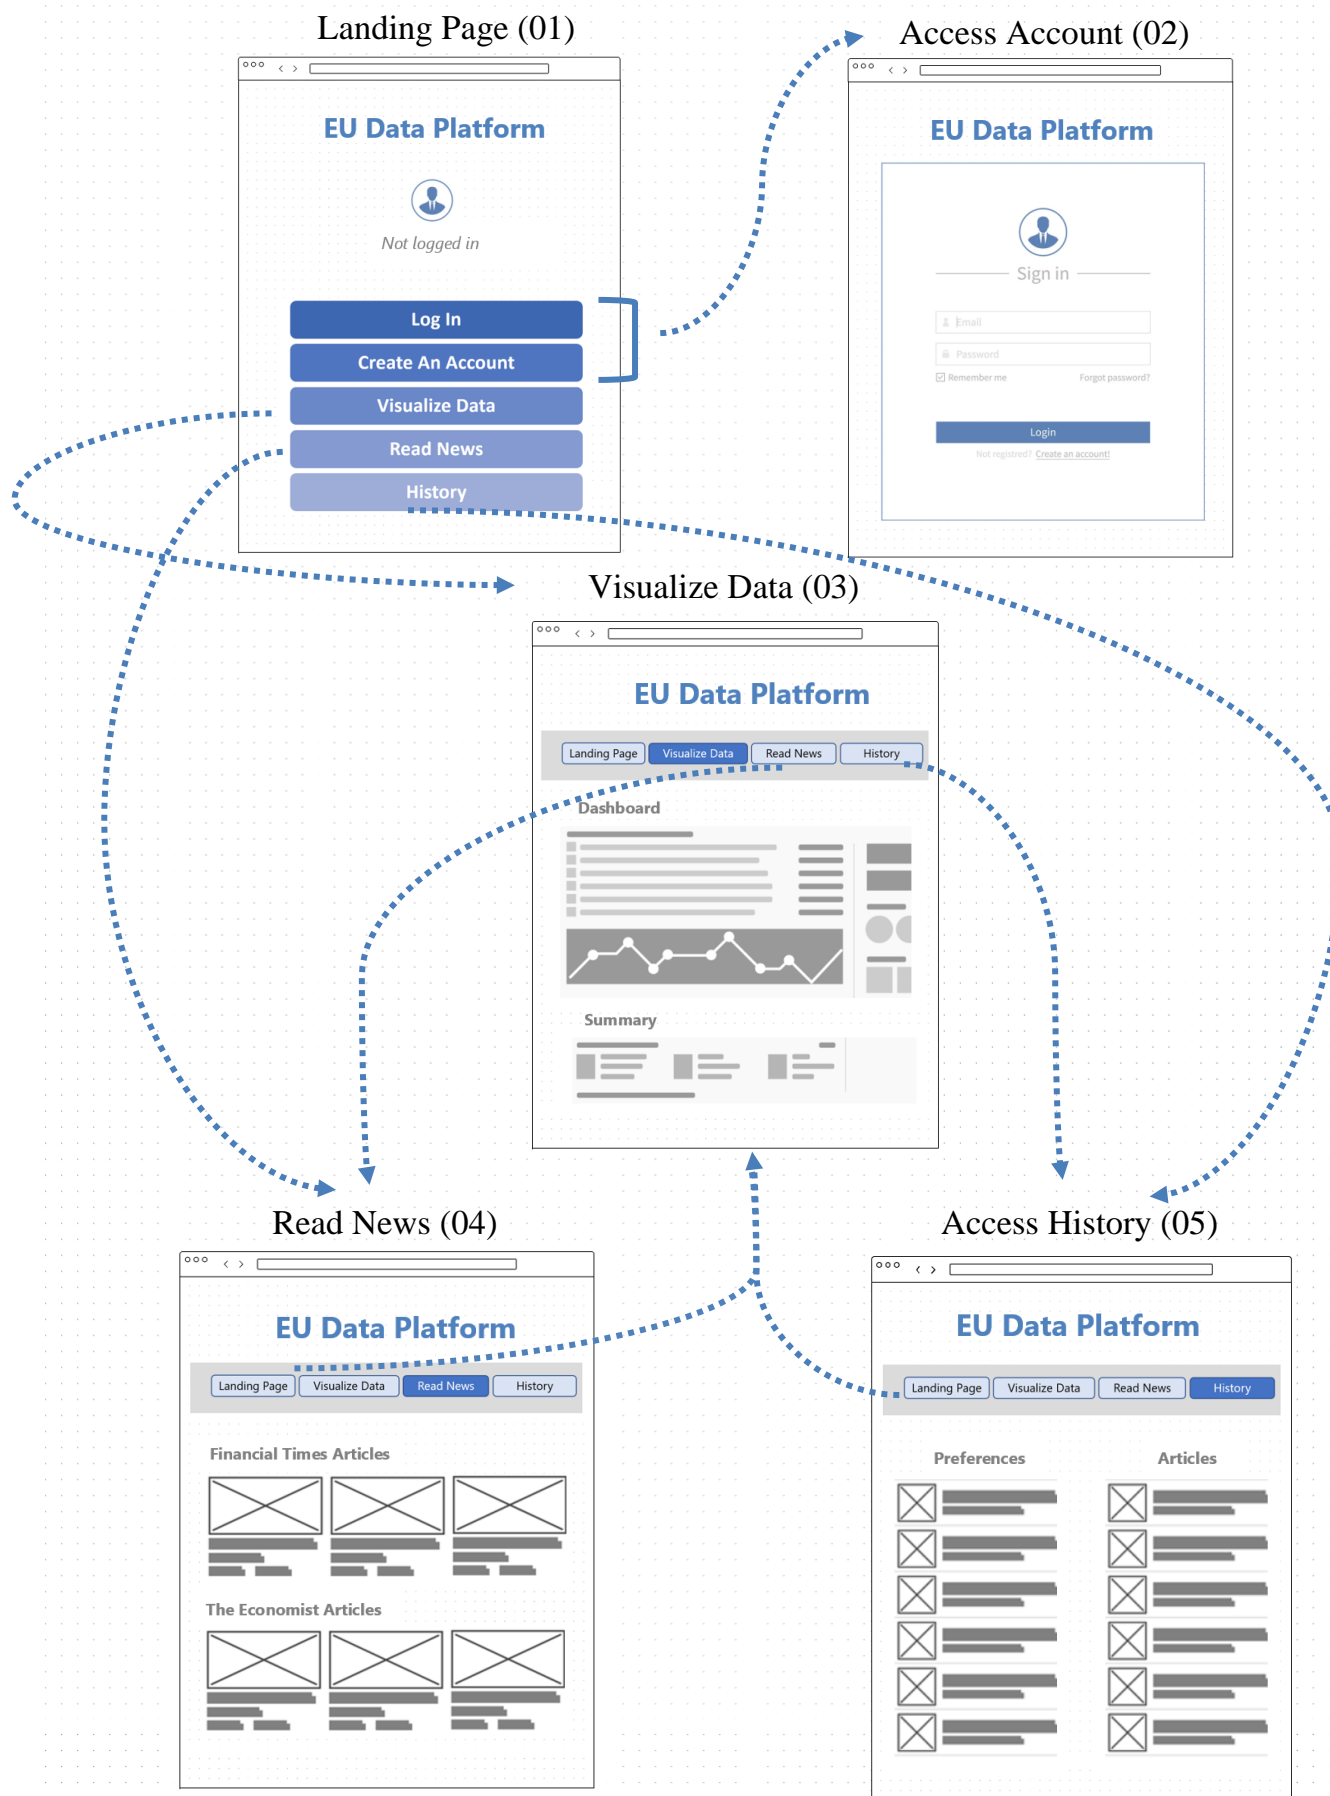 Landing Page (01)
Access Account (02)
EU Data Platform
Not logged in
Log In
Create An Account
Visualize Data
Read News
History
EU Data Platform
Sign in
Email
Password
Remember me
Forgot password?
Login
Not registred? Create an account!
Visualize Data (03)
EU Data Platform
Landing Page Visualize Data Read News History
Dashboard
Summary
Read News (04)
EU Data Platform
Landing Page Visualize Data Read News History
Financial Times Articles
The Economist Articles
Access History (05)
EU Data Platform
Landing Page Visualize Data Read News History
Preferences Articles